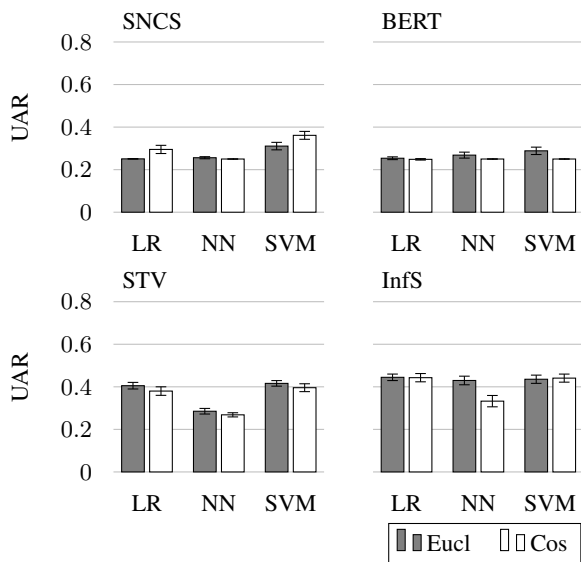 SNCS BERT
0.8
0.6
0.4
0.2
0
UAR
LR NN SVM LR NN SVM
STV InfS
0.8
0.6
0.4
0.2
0
UAR
LR NN SVM LR NN SVM
Eucl Cos